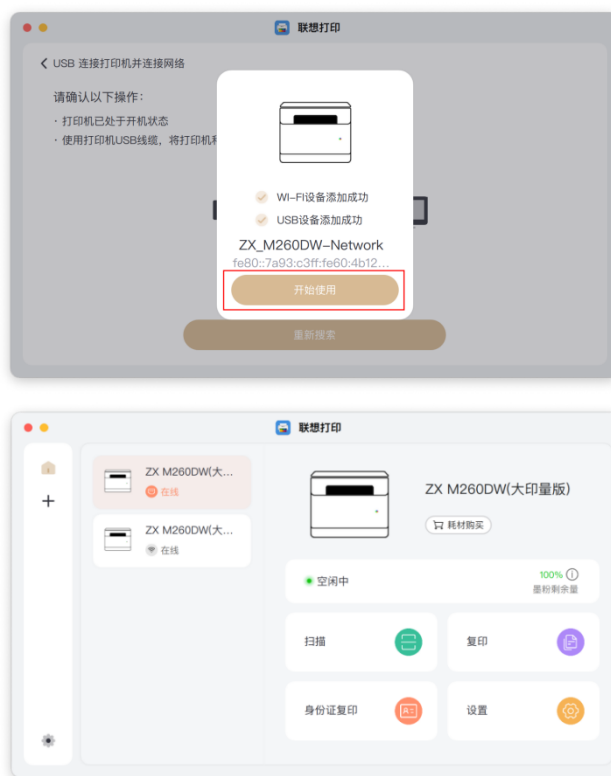 联想打印
USB 连接打印机并连接网络
请确认以下操作:
· 打印机已处于开机状态
· 使用打印机USB线缆，将打印机
WI-FI设备添加成功
USB设备添加成功
ZX_M260DW-Network
fe80::7a93:c3ff:fe60:4b12...
开始使用
重新搜索
联想打印
ZX M260DW(大...
在线
ZX M260DW(大...
在线
ZX M260DW(大印量版)
耗材购买
空闲中
100%
墨粉剩余量
扫描
复印
身份证复印
设置